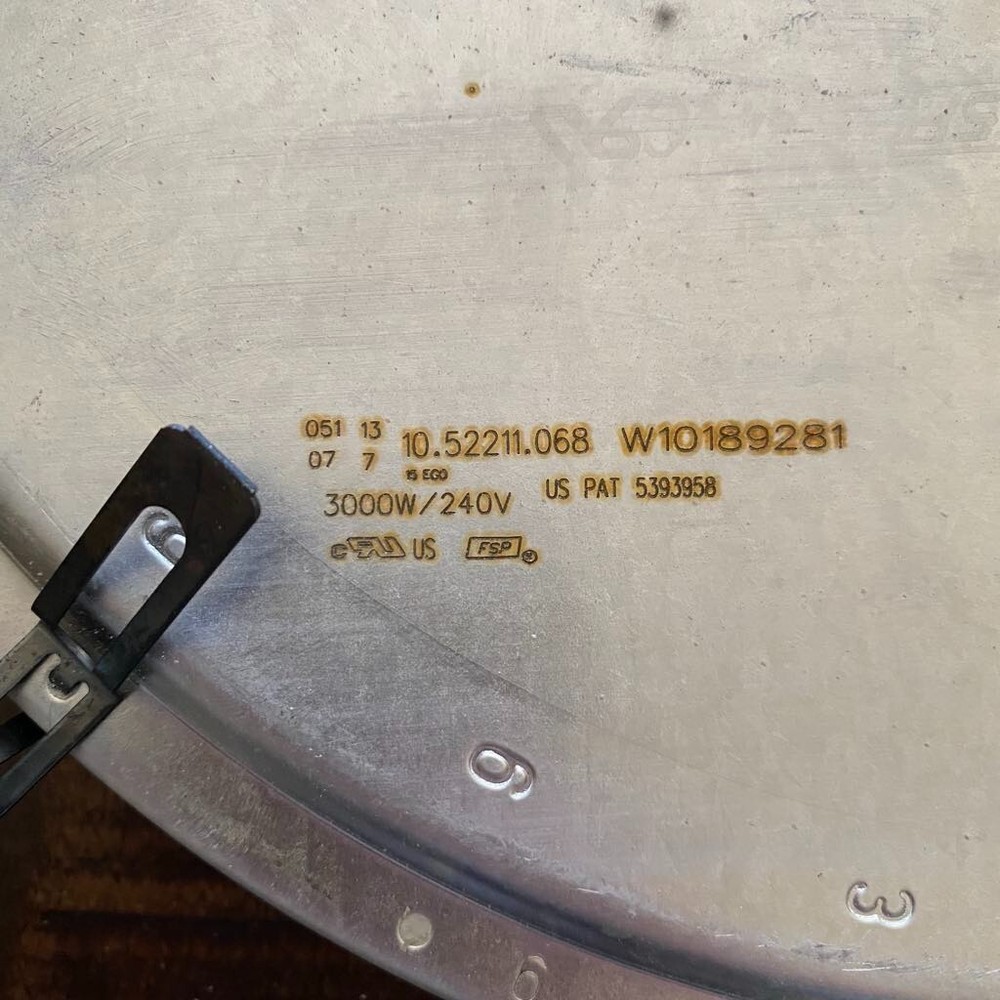 051 13 10.52211.068 W10189281
07 7
15 EGO
3000W/240V US PAT 5393958
c US FSP
6
3